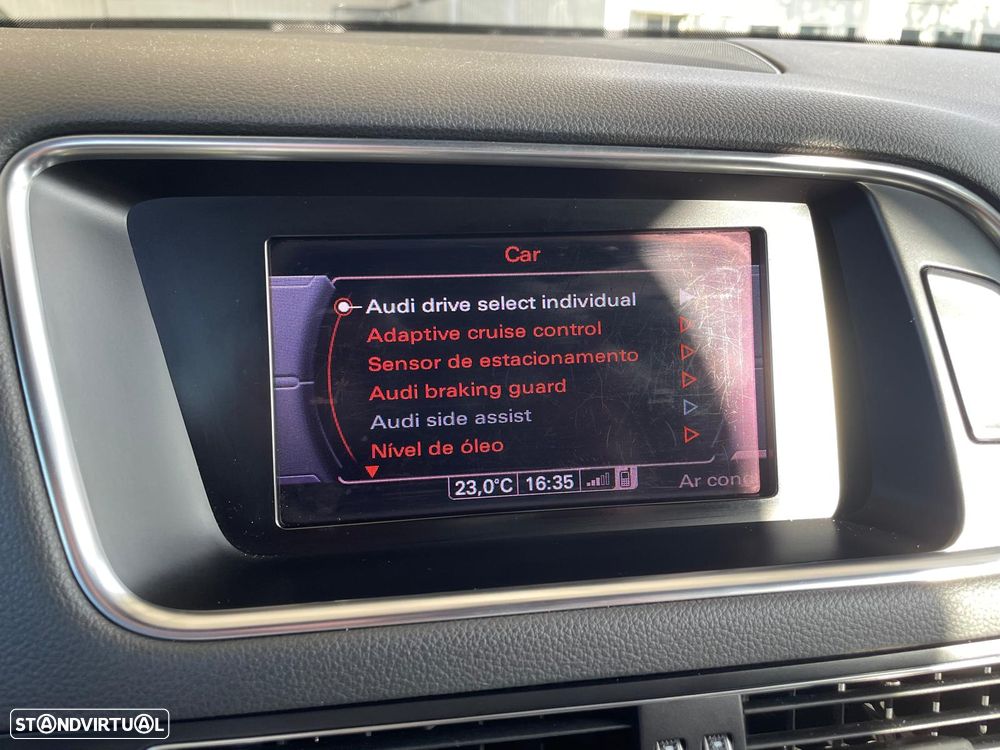 Car
Audi drive select individual
Adaptive cruise control
Sensor de estacionamento
Audi braking guard
Audi side assist
Nível de óleo
23,0°C 16:35
Ar cond
STANDVIRTUAL